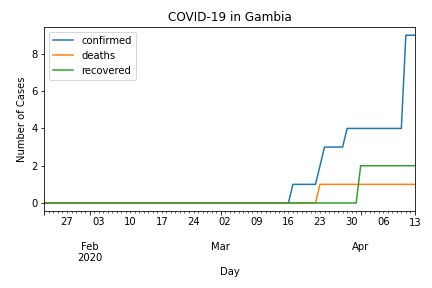 COVID-19 in Gambia
confirmed
deaths
recovered
Number of Cases
8
6
4
2
0
27 03 10 17 24 02 09 16 23 30 06 13
Feb Mar Apr
2020
Day